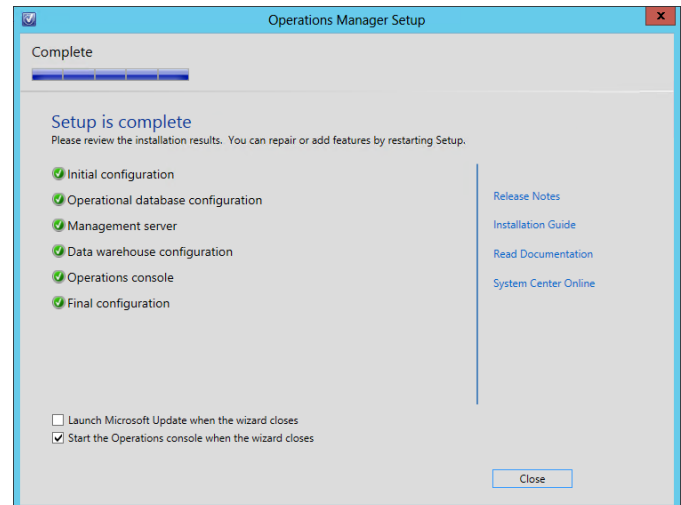 Operations Manager Setup
x
Complete
Setup is complete
Please review the installation results. You can repair or add features by restarting Setup.
Initial configuration
Operational database configuration
Management server
Data warehouse configuration
Operations console
Final configuration
Release Notes
Installation Guide
Read Documentation
System Center Online
Launch Microsoft Update when the wizard closes
Start the Operations console when the wizard closes
Close